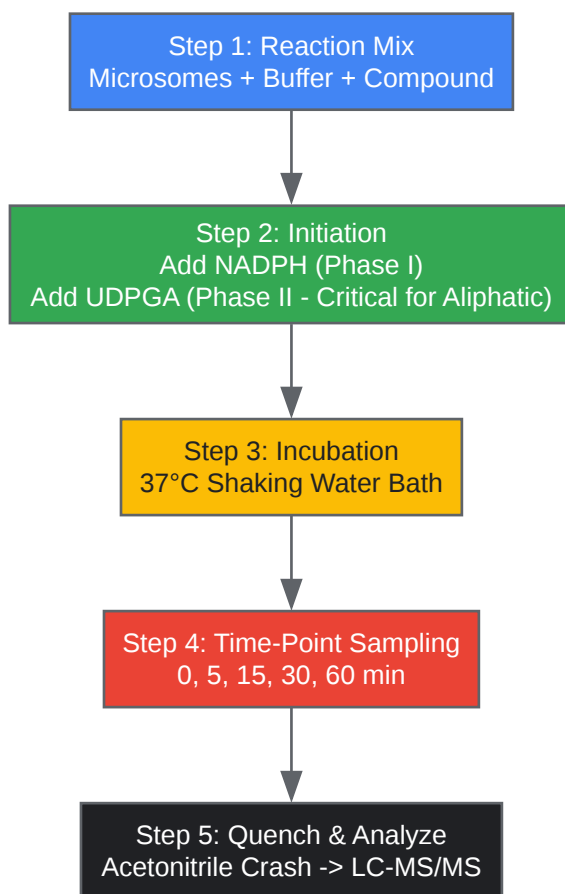 Step 1: Reaction Mix
Microsomes + Buffer + Compound
Step 2: Initiation
Add NADPH (Phase I)
Add UDPGA (Phase II - Critical for Aliphatic)
Step 3: Incubation
37°C Shaking Water Bath
Step 4: Time-Point Sampling
0, 5, 15, 30, 60 min
Step 5: Quench & Analyze
Acetonitrile Crash -> LC-MS/MS